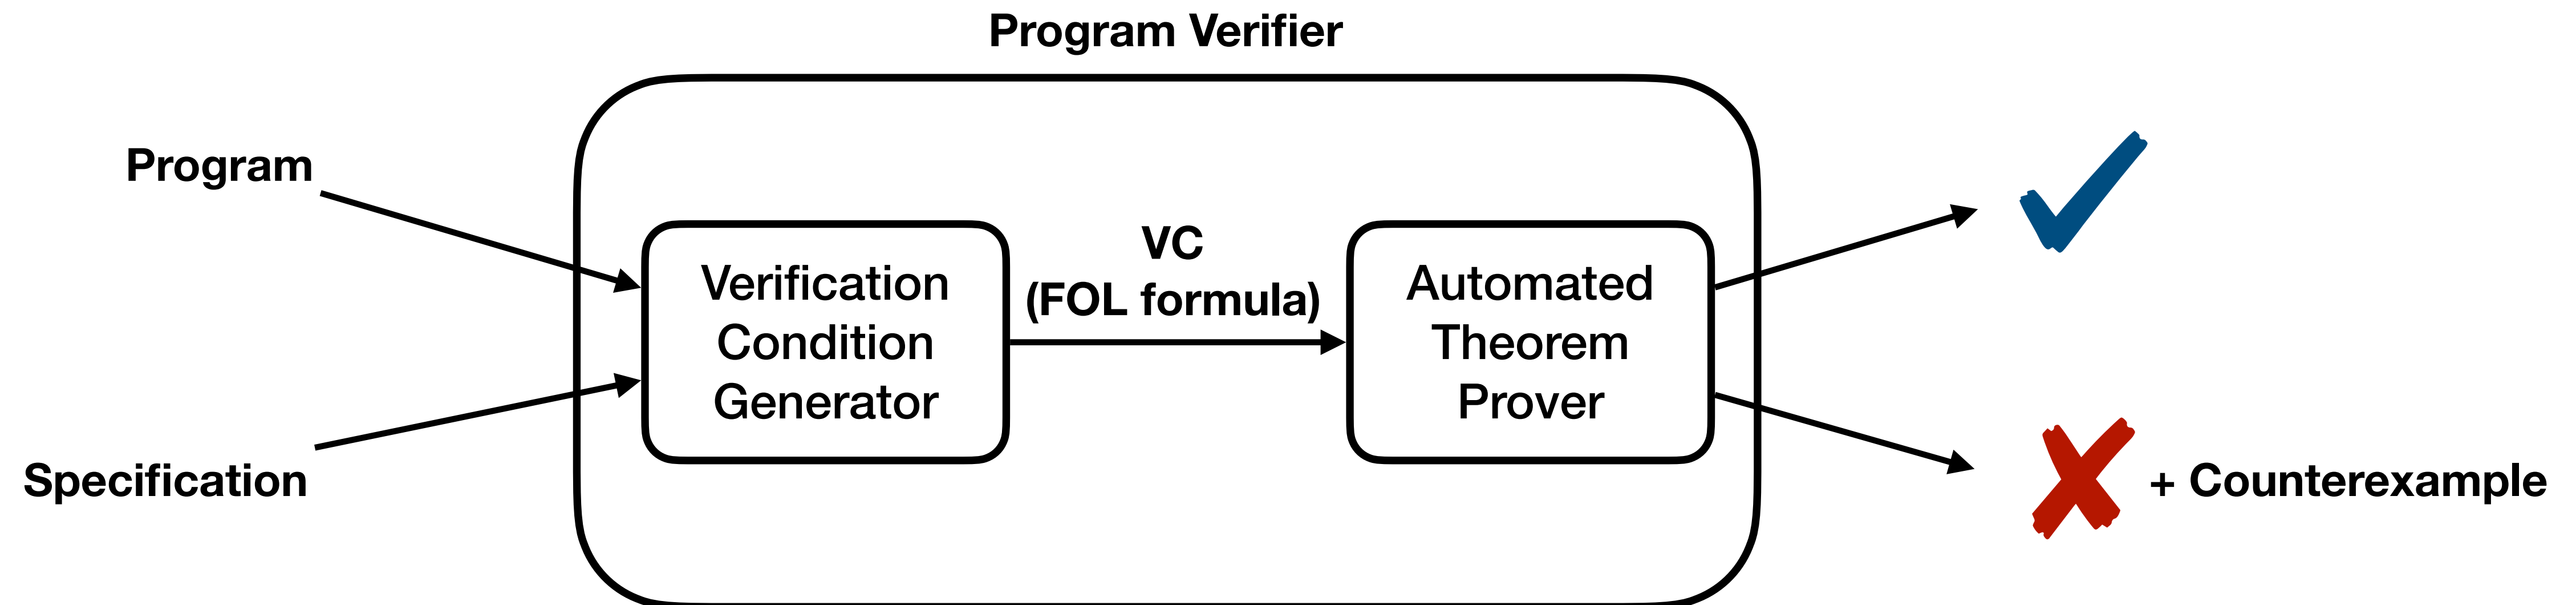 Program Verifier
Program
Specification
Verification
Condition
Generator
VC
(FOL formula)
Automated
Theorem
Prover
+ Counterexample